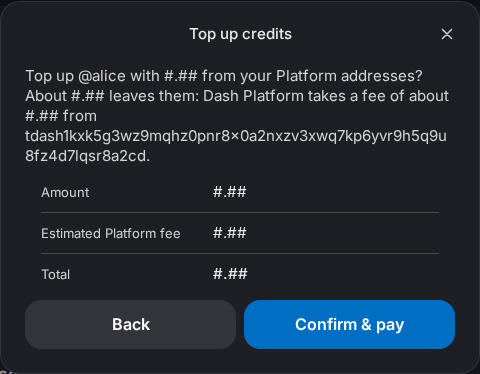 Top up credits
Top up @alice with #.## from your Platform addresses?
About #.## leaves them: Dash Platform takes a fee of about
#.## from
tdash1kxk5g3wz9mqhz0pnr8×0a2nxzv3xwq7kp6yvr9h5q9u
8fz4d7lqsr8a2cd.
Amount #.##
Estimated Platform fee #.##
Total #.##
Back Confirm & pay